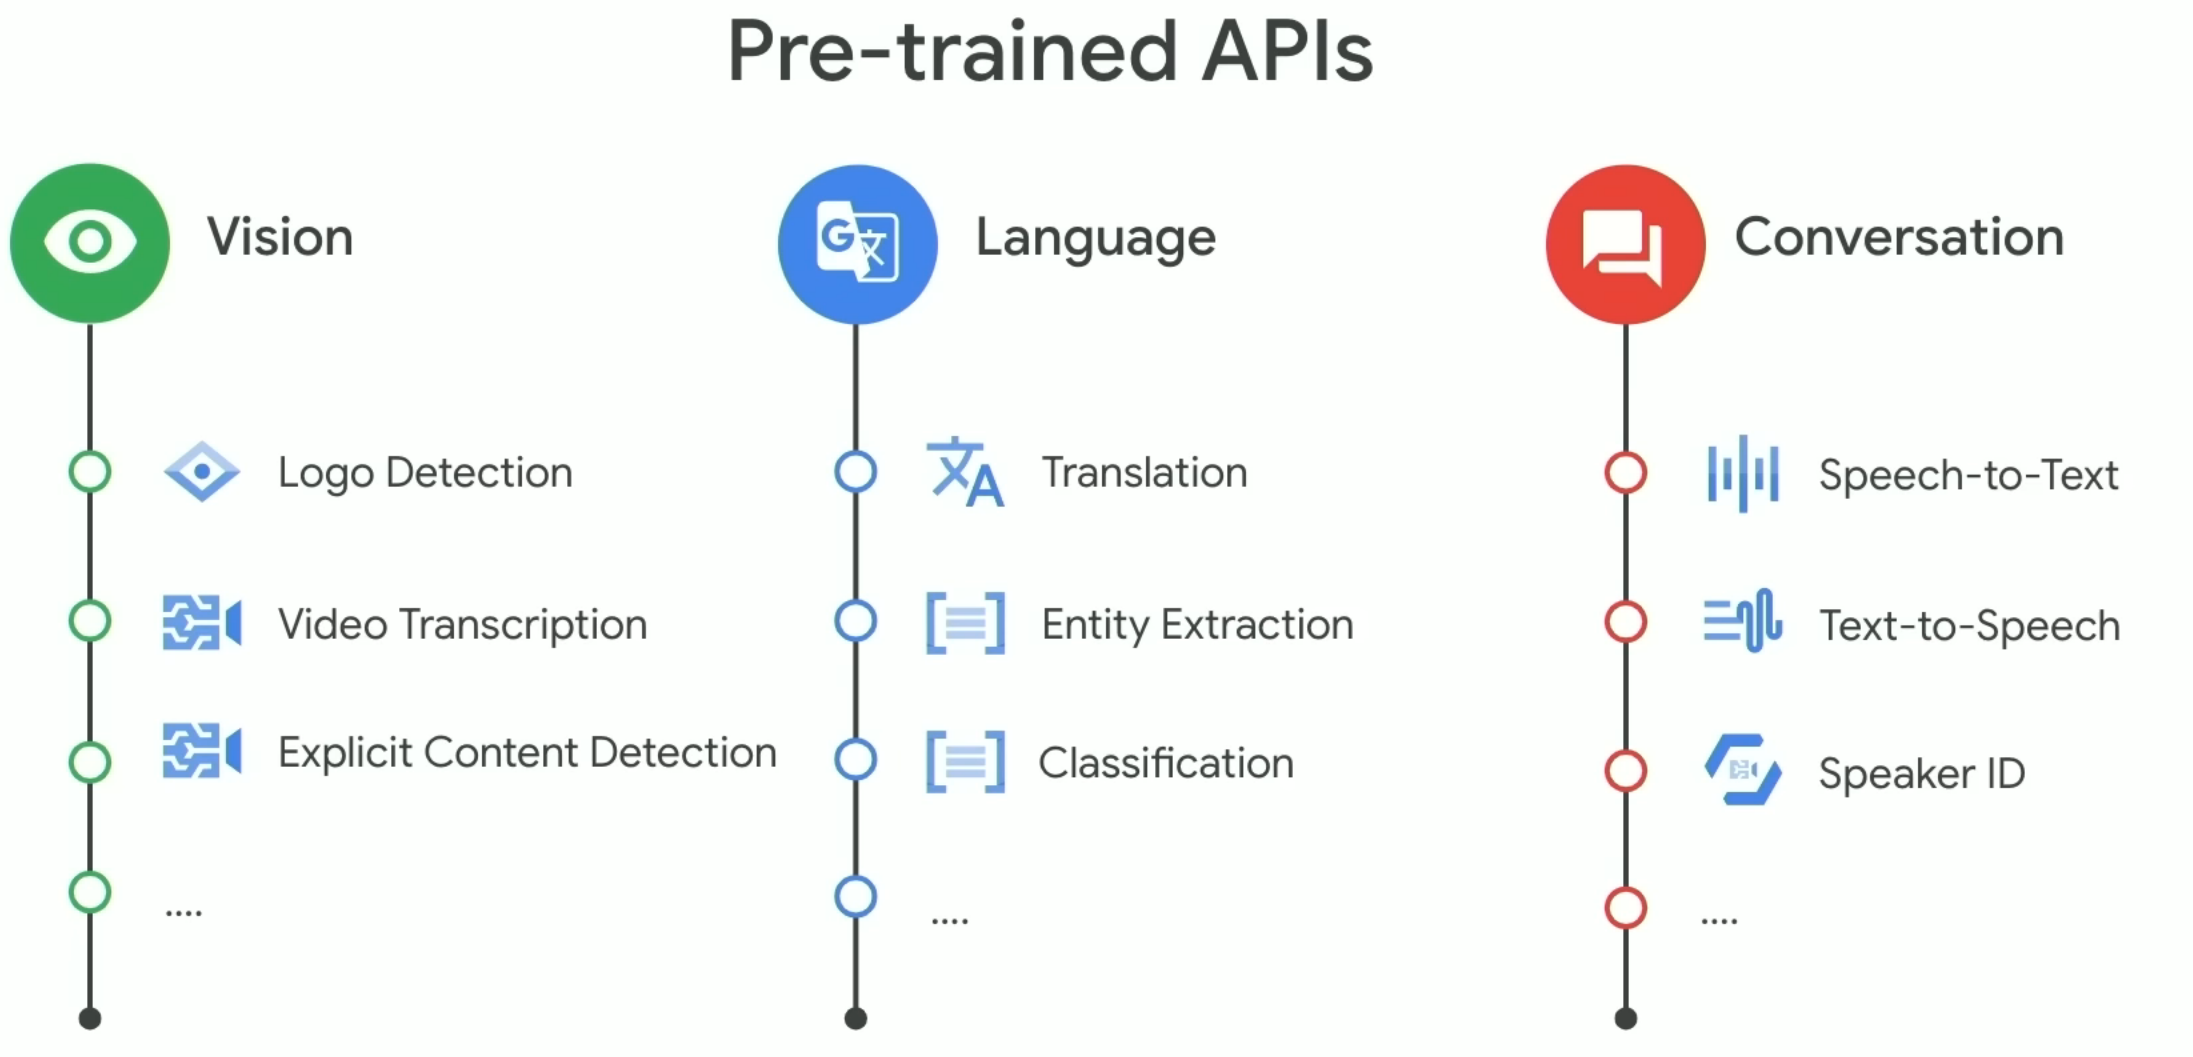 Pre-trained APIs
Vision
Logo Detection
Video Transcription
Explicit Content Detection
....
Language
Translation
Entity Extraction
Classification
....
Conversation
Speech-to-Text
Text-to-Speech
Speaker ID
....